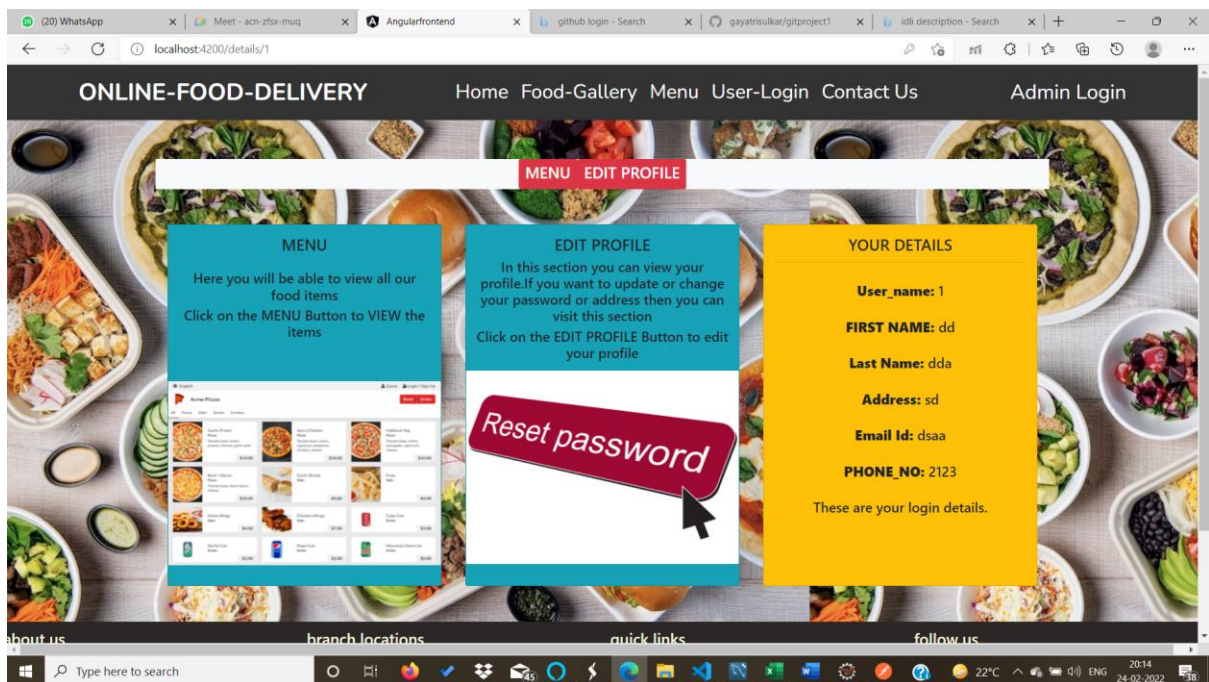 (20) WhatsApp
Meet - acn-zfsx-muq
Angularfrontend
github login - Search
gayatrisulkar/gitproject1
idli description - Search
localhost:4200/details/1
ONLINE-FOOD-DELIVERY
Home Food-Gallery Menu User-Login Contact Us
Admin Login
MENU EDIT PROFILE
MENU
Here you will be able to view all our
food items
Click on the MENU Button to VIEW the
items
English
Acme Pizzas
EDIT PROFILE
In this section you can view your
profile.If you want to update or change
your password or address then you can
visit this section
Click on the EDIT PROFILE Button to edit
your profile
Reset password
YOUR DETAILS
User_name: 1
FIRST NAME: dd
Last Name: dda
Address: sd
Email Id: dsaa
PHONE_NO: 2123
These are your login details.
about us
branch locations
quick links
follow us
Type here to search
45
22°C
ENG
20:14
24-02-2022
38